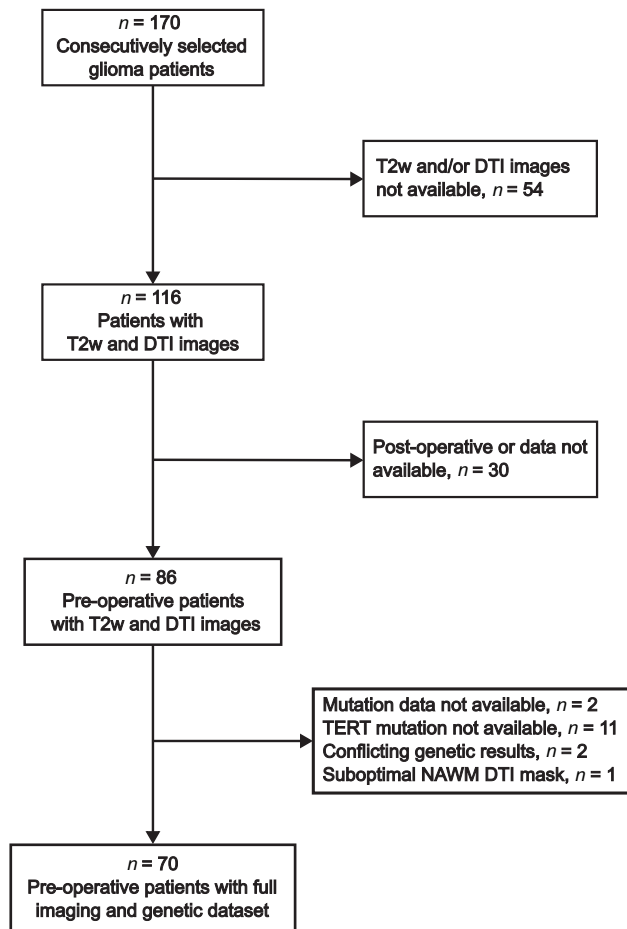 n = 170
Consecutively selected
glioma patients
T2w and/or DTI images
not available, n = 54
n = 116
Patients with
T2w and DTI images
Post-operative or data not
available, n = 30
n = 86
Pre-operative patients
with T2w and DTI images
Mutation data not available, n = 2
TERT mutation not available, n = 11
Conflicting genetic results, n = 2
Suboptimal NAWM DTI mask, n = 1
n = 70
Pre-operative patients with full
imaging and genetic dataset